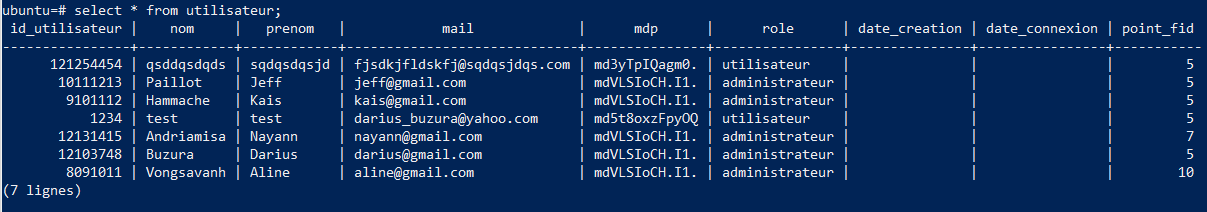 ubuntu=# select * from utilisateur;
id_utilisateur | nom | prenom | mail | mdp | role | date_creation | date_connexion | point_fid
----------------+------------+------------+----------------------------+---------------+----------------+---------------+----------------+-----------
121254454 | qsddqsdqds | sqdqsdqsjd | fjsdkjfldskfj@sqdqsjdqs.com | md3yTpIQagm0. | utilisateur | | | 5
10111213 | Paillot | Jeff | jeff@gmail.com | mdVLSIoCH.I1. | administrateur | | | 5
9101112 | Hammache | Kais | kais@gmail.com | mdVLSIoCH.I1. | administrateur | | | 5
1234 | test | test | darius_buzura@yahoo.com | md5t8oxzFpyOQ | utilisateur | | | 5
12131415 | Andriamisa | Nayann | nayann@gmail.com | mdVLSIoCH.I1. | administrateur | | | 7
12103748 | Buzura | Darius | darius@gmail.com | mdVLSIoCH.I1. | administrateur | | | 5
8091011 | Vongsavanh | Aline | aline@gmail.com | mdVLSIoCH.I1. | administrateur | | | 10
(7 lignes)